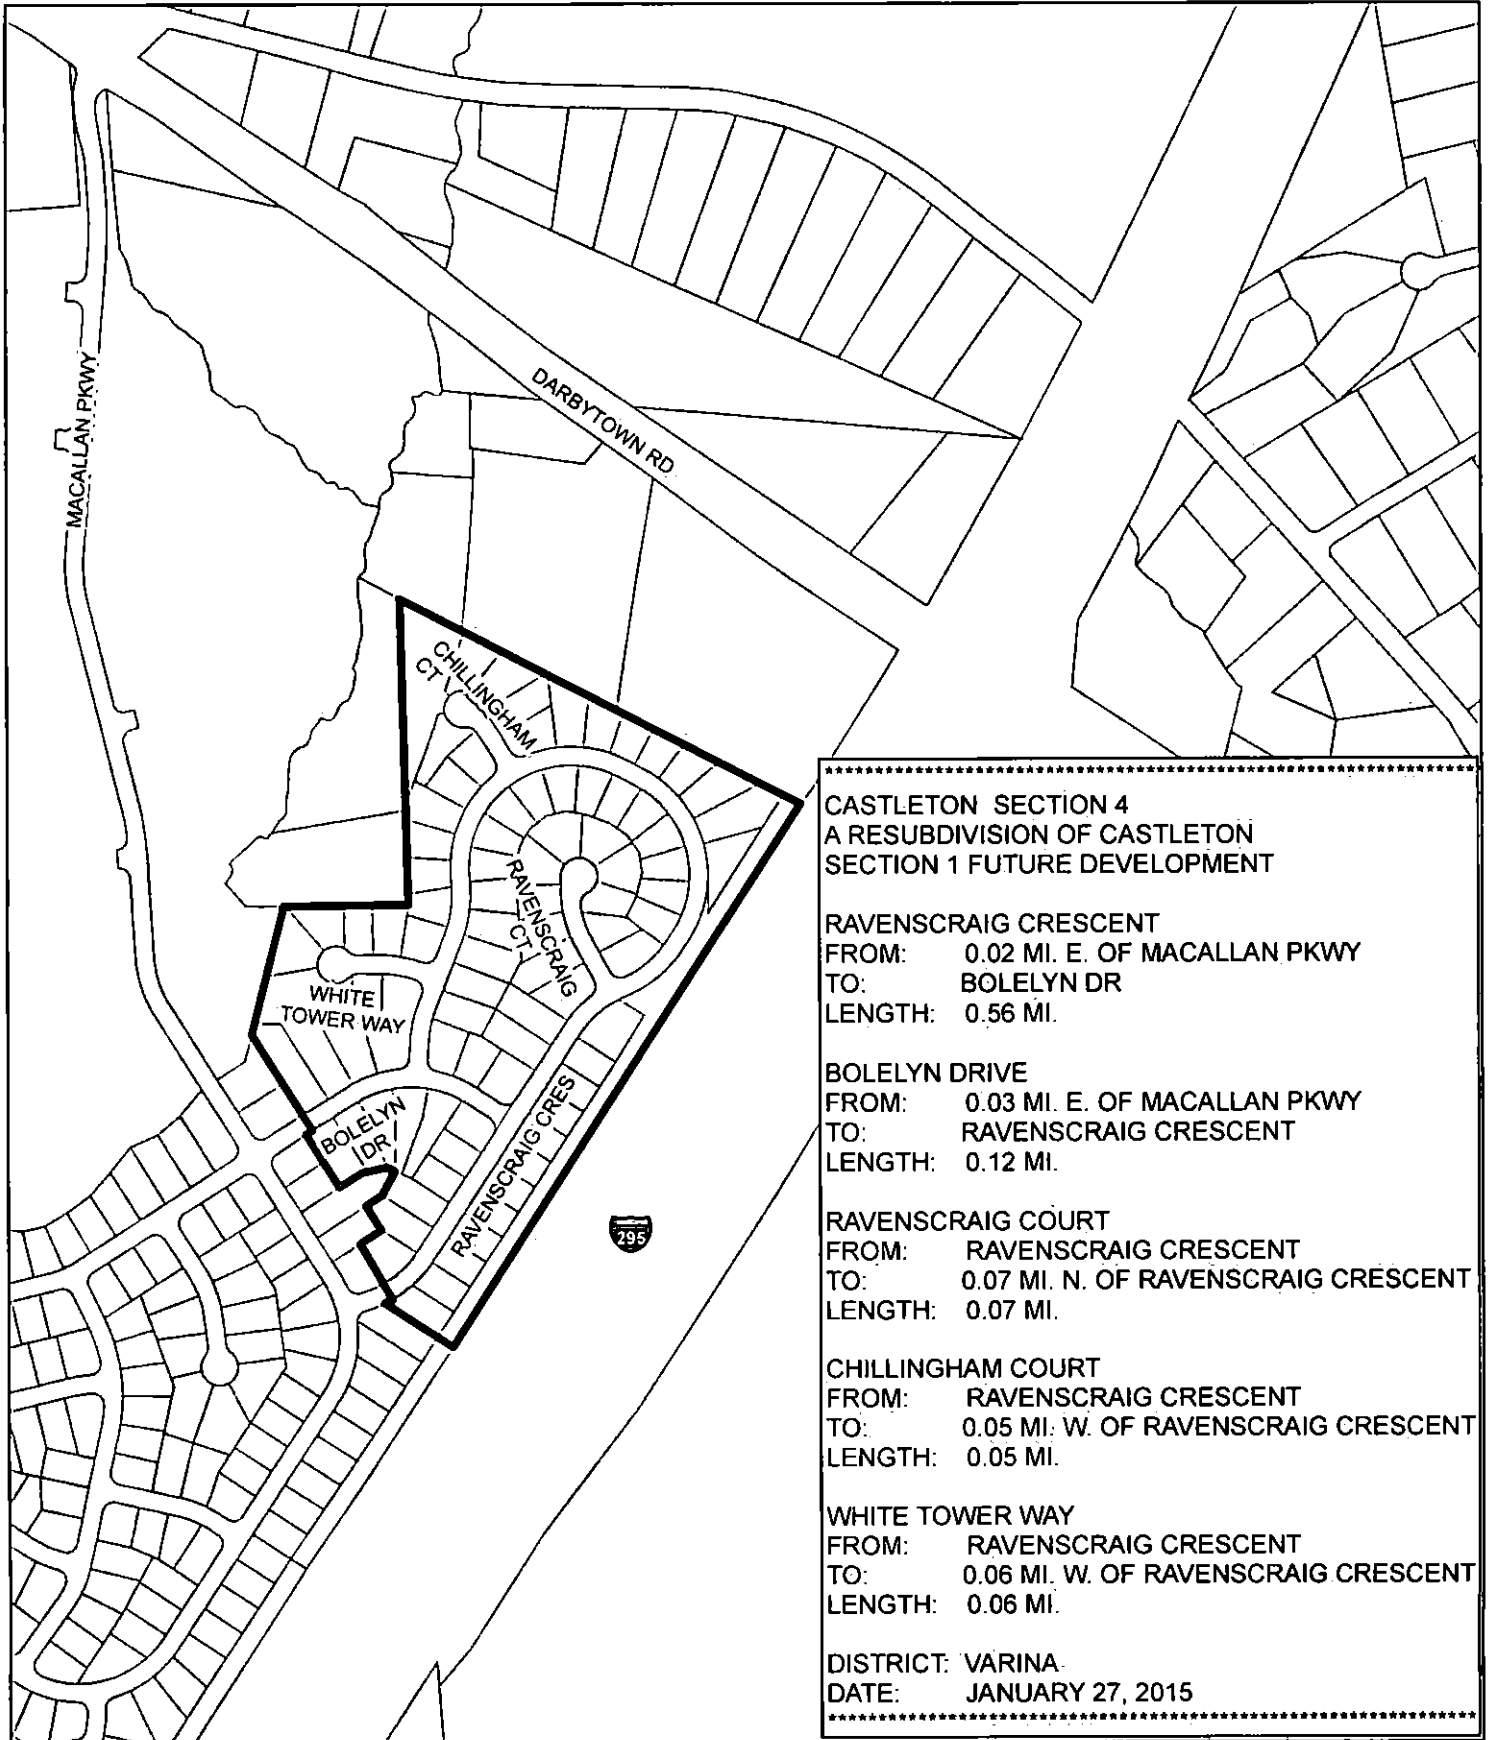 MACALLAN PKWY
DARBYTOWN RD
CHILLINGHAM
CT
RAVENSCRAIG
CT
WHITE
TOWER WAY
BOLELYN
DR
RAVENSCRAIG CRES
295
CASTLETON SECTION 4
A RESUBDIVISION OF CASTLETON
SECTION 1 FUTURE DEVELOPMENT
RAVENSCRAIG CRESCENT
FROM: 0.02 MI. E. OF MACALLAN PKWY
TO: BOLELYN DR
LENGTH: 0.56 MI.
BOLELYN DRIVE
FROM: 0.03 MI. E. OF MACALLAN PKWY
TO: RAVENSCRAIG CRESCENT
LENGTH: 0.12 MI.
RAVENSCRAIG COURT
FROM: RAVENSCRAIG CRESCENT
TO: 0.07 MI. N. OF RAVENSCRAIG CRESCENT
LENGTH: 0.07 MI.
CHILLINGHAM COURT
FROM: RAVENSCRAIG CRESCENT
TO: 0.05 MI. W. OF RAVENSCRAIG CRESCENT
LENGTH: 0.05 MI.
WHITE TOWER WAY
FROM: RAVENSCRAIG CRESCENT
TO: 0.06 MI. W. OF RAVENSCRAIG CRESCENT
LENGTH: 0.06 MI.
DISTRICT: VARINA
DATE: JANUARY 27, 2015